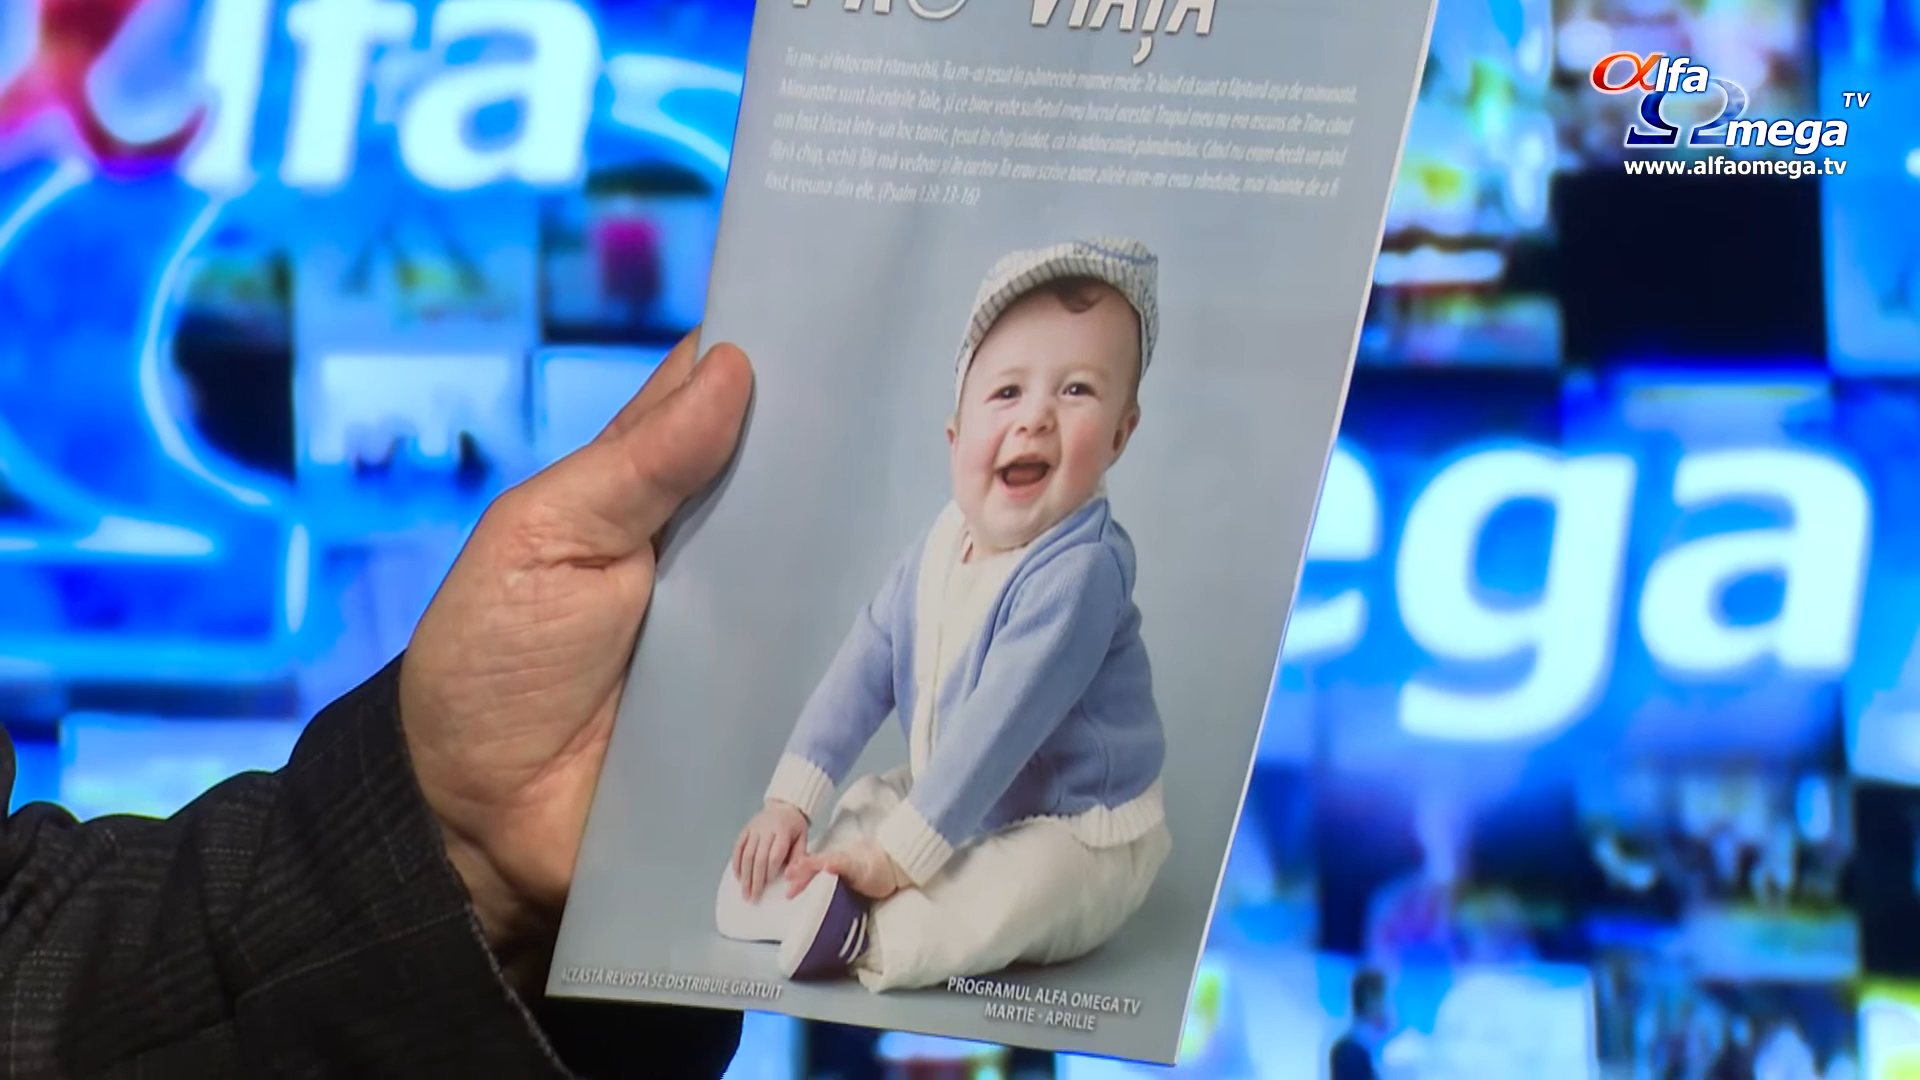 PRO VIAȚA
Tu mi-ai întocmit rărunchii, Tu m-ai țesut în pântecele mamei mele: Te laud că sunt o făptură așa de minunată.
Minunate sunt lucrările Tale, și ce bine vede sufletul meu lucrul acesta! Trupul meu nu era ascuns de Tine când
am fost făcut într-un loc tainic, țesut în chip ciudat, ca în adâncimile pământului. Când nu eram decât un plod
fără chip, ochii Tăi mă vedeau și în cartea Ta erau scrise toate zilele care-mi erau rânduite, mai înainte de a fi
fost vreuna din ele. (Psalm 139: 13-16)
ACEASTĂ REVISTĂ SE DISTRIBUIE GRATUIT
PROGRAMUL ALFA OMEGA TV
MARTIE - APRILIE
αlfa
Ωmega TV
www.alfaomega.tv
αlfa
ega